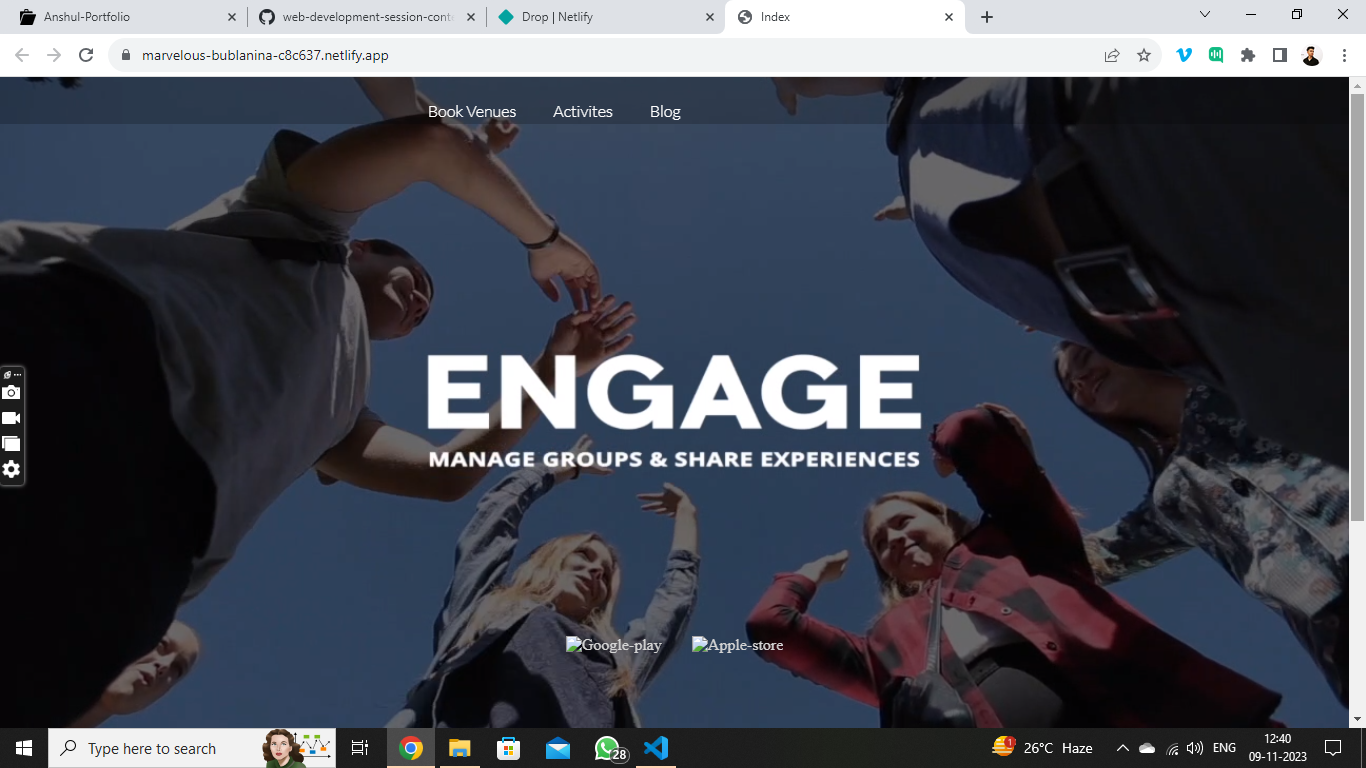 Anshul-Portfolio
web-development-session-conte
Drop | Netlify
Index
marvelous-bublanina-c8c637.netlify.app
Book Venues
Activites
Blog
ENGAGE
MANAGE GROUPS & SHARE EXPERIENCES
Google-play
Apple-store
Type here to search
28
1
26°C Haze
ENG
12:40
09-11-2023